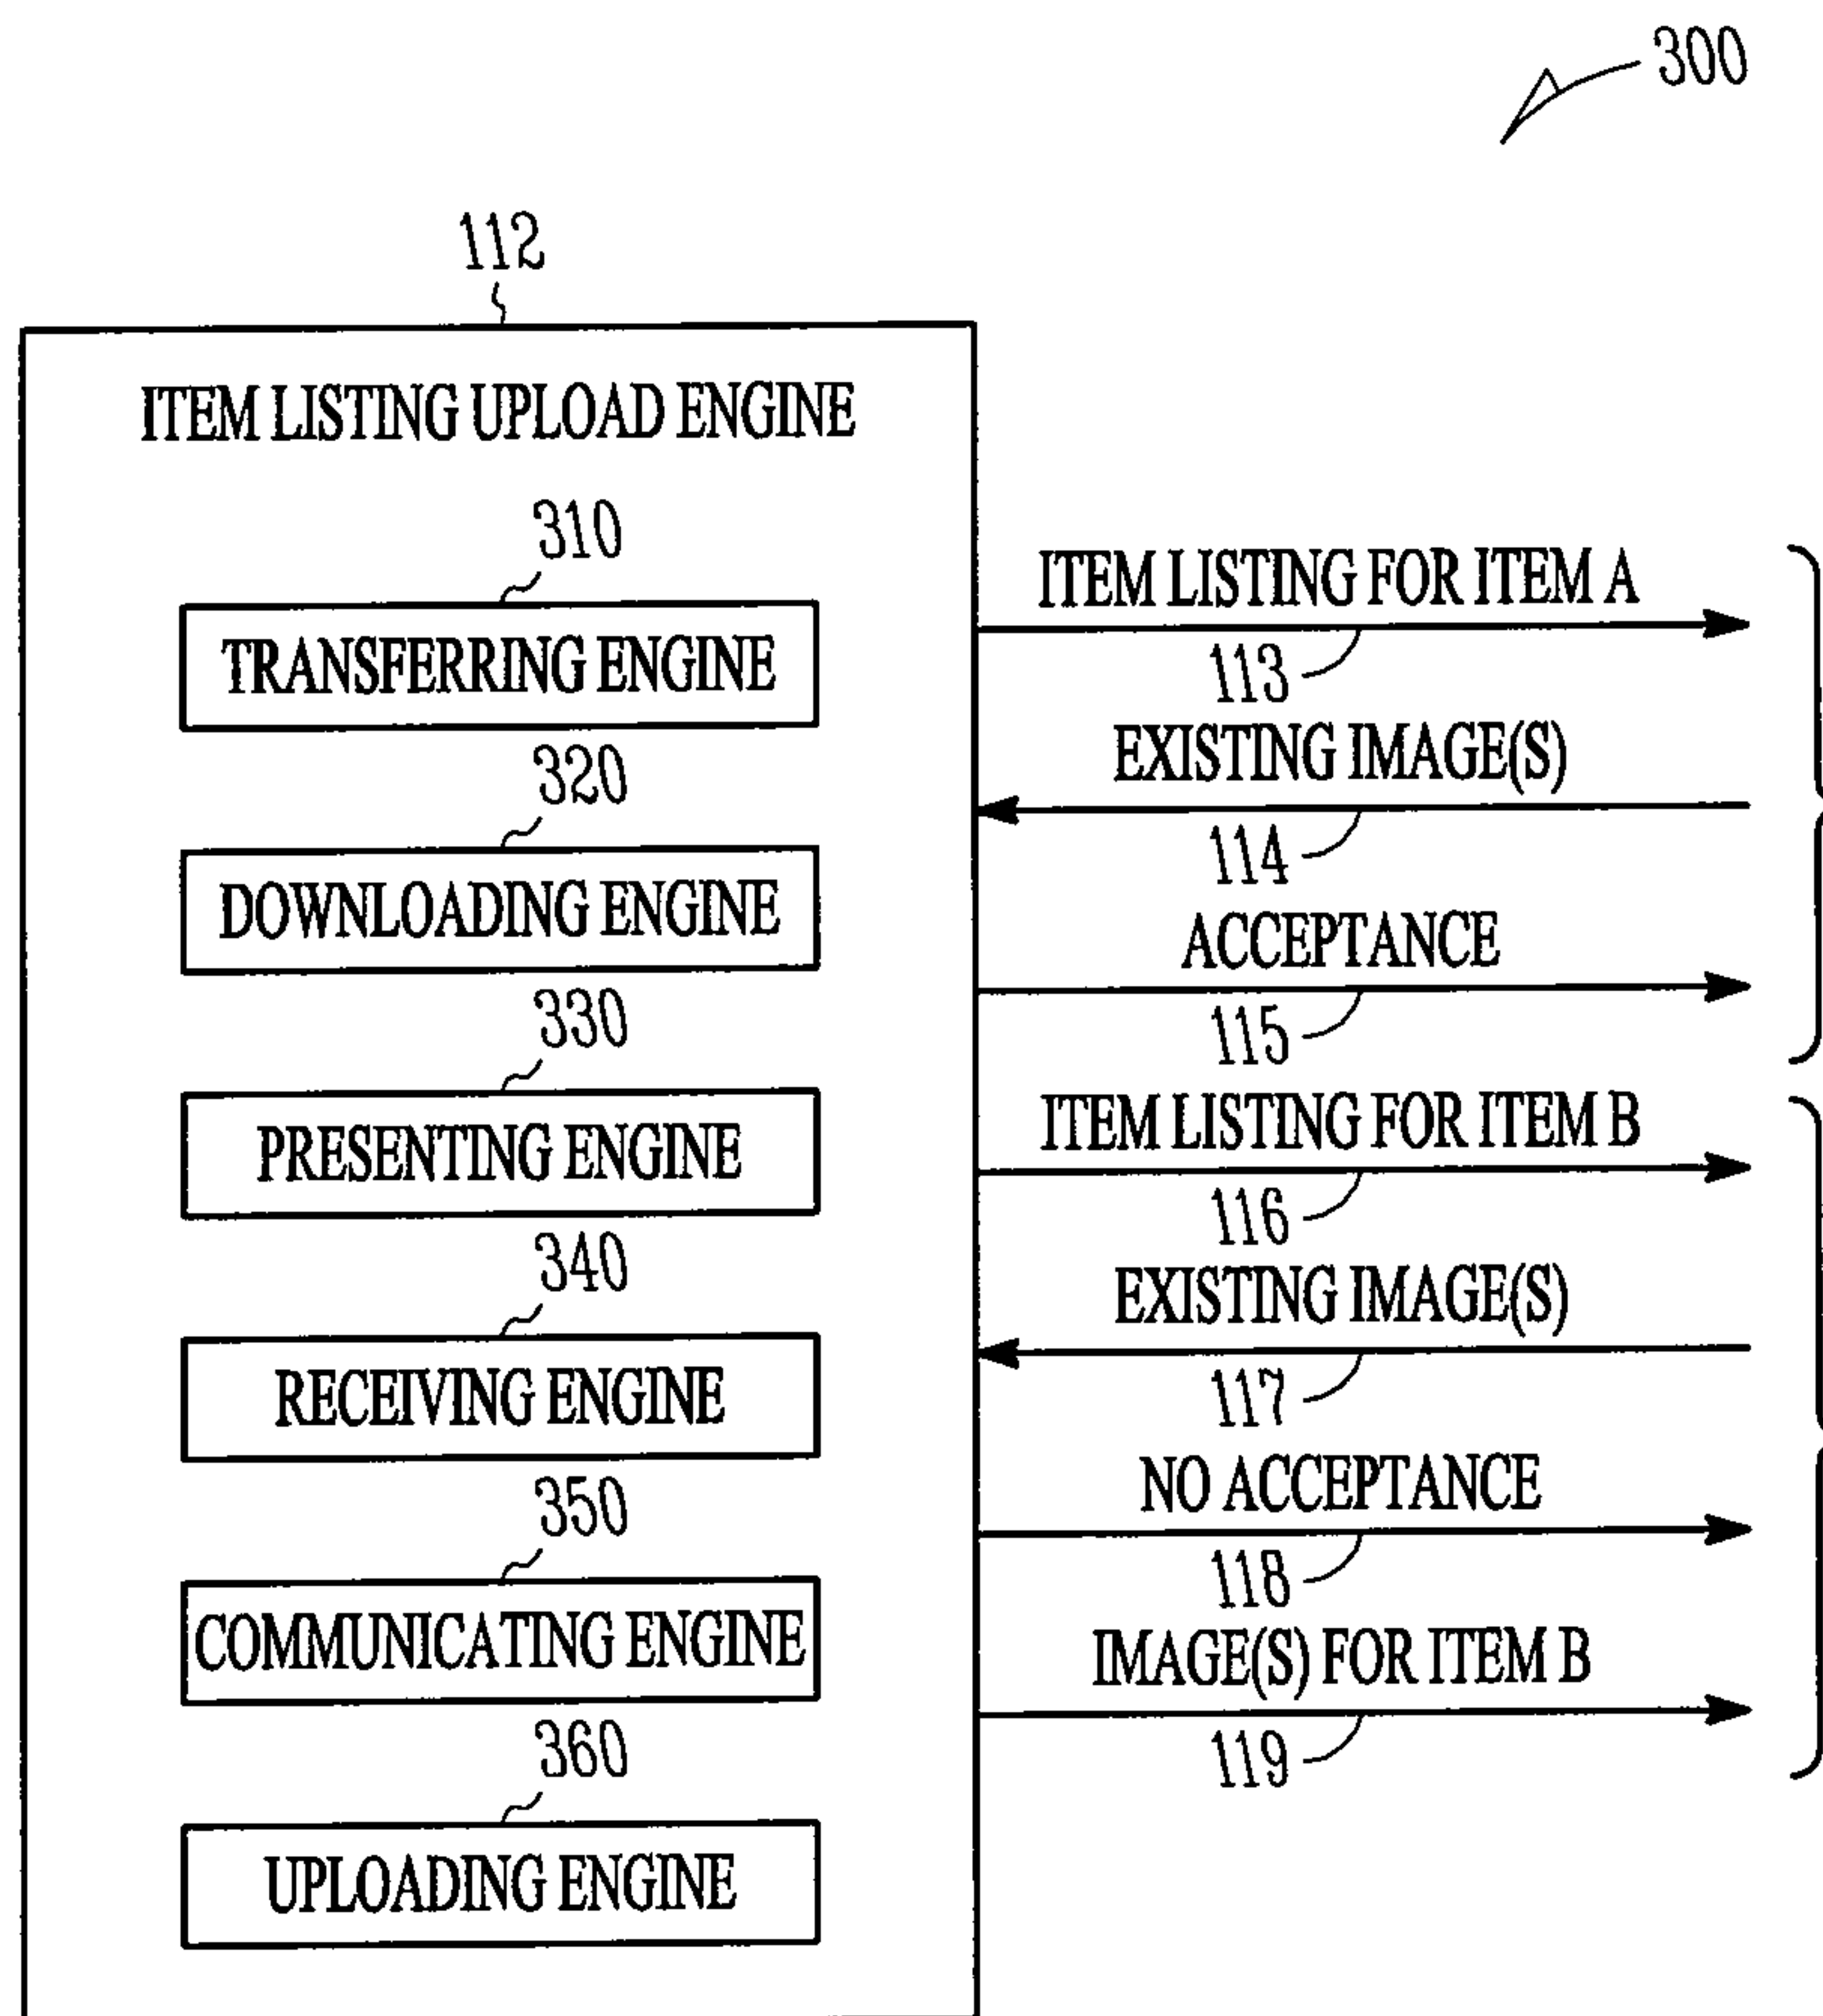 300
112
ITEM LISTING UPLOAD ENGINE
310
TRANSFERRING ENGINE
320
DOWNLOADING ENGINE
330
PRESENTING ENGINE
340
RECEIVING ENGINE
350
COMMUNICATING ENGINE
360
UPLOADING ENGINE
ITEM LISTING FOR ITEM A
113
EXISTING IMAGE(S)
114
ACCEPTANCE
115
ITEM LISTING FOR ITEM B
116
EXISTING IMAGE(S)
117
NO ACCEPTANCE
118
IMAGE(S) FOR ITEM B
119